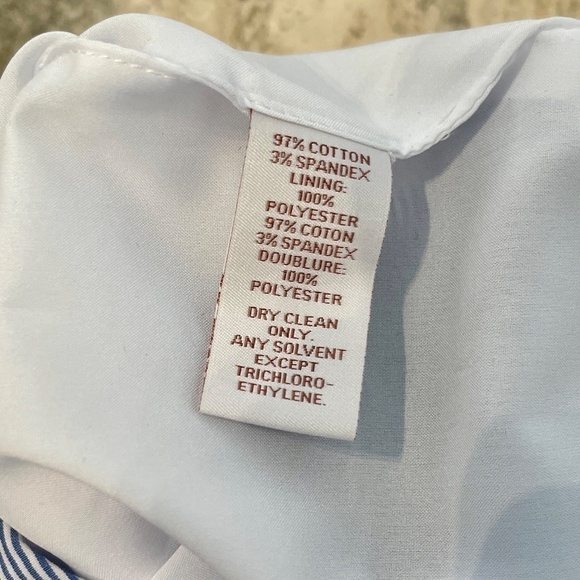 97% COTTON
3% SPANDEX
LINING:
100%
POLYESTER
97% COTON
3% SPANDEX
DOUBLURE:
100%
POLYESTER
DRY CLEAN
ONLY.
ANY SOLVENT
EXCEPT
TRICHLORO-
ETHYLENE.